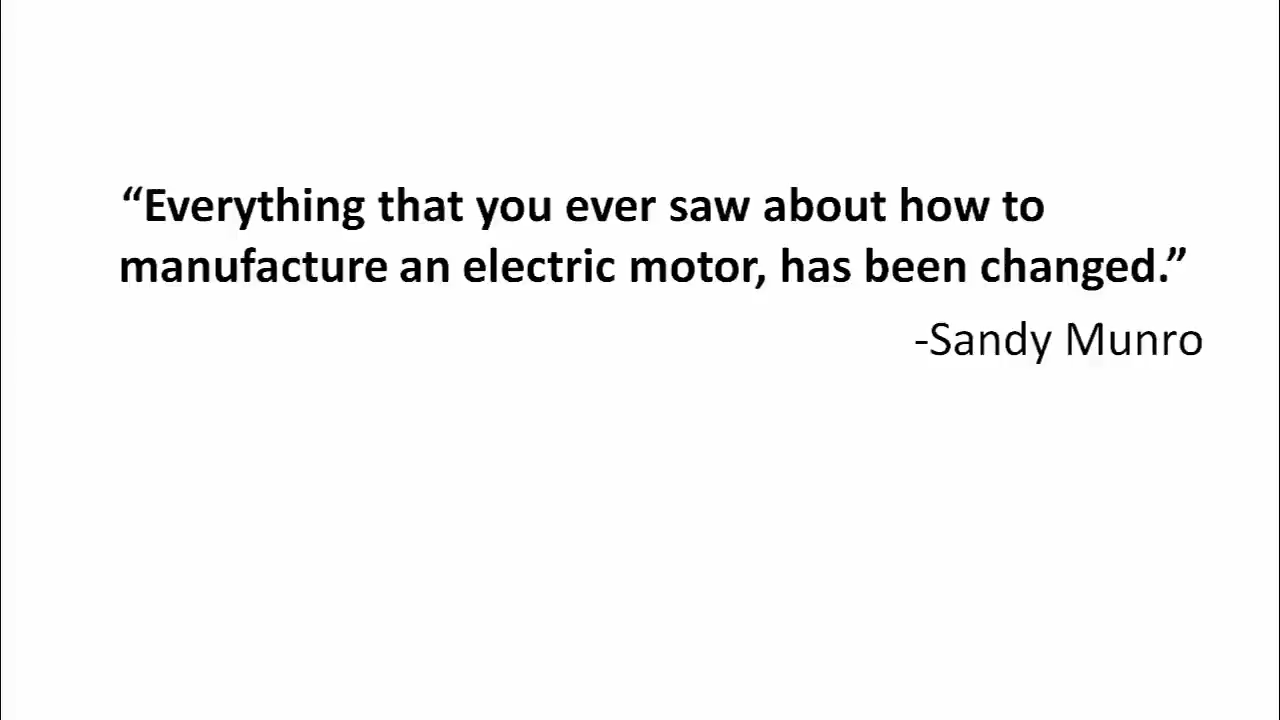 “Everything that you ever saw about how to
manufacture an electric motor, has been changed.”
-Sandy Munro